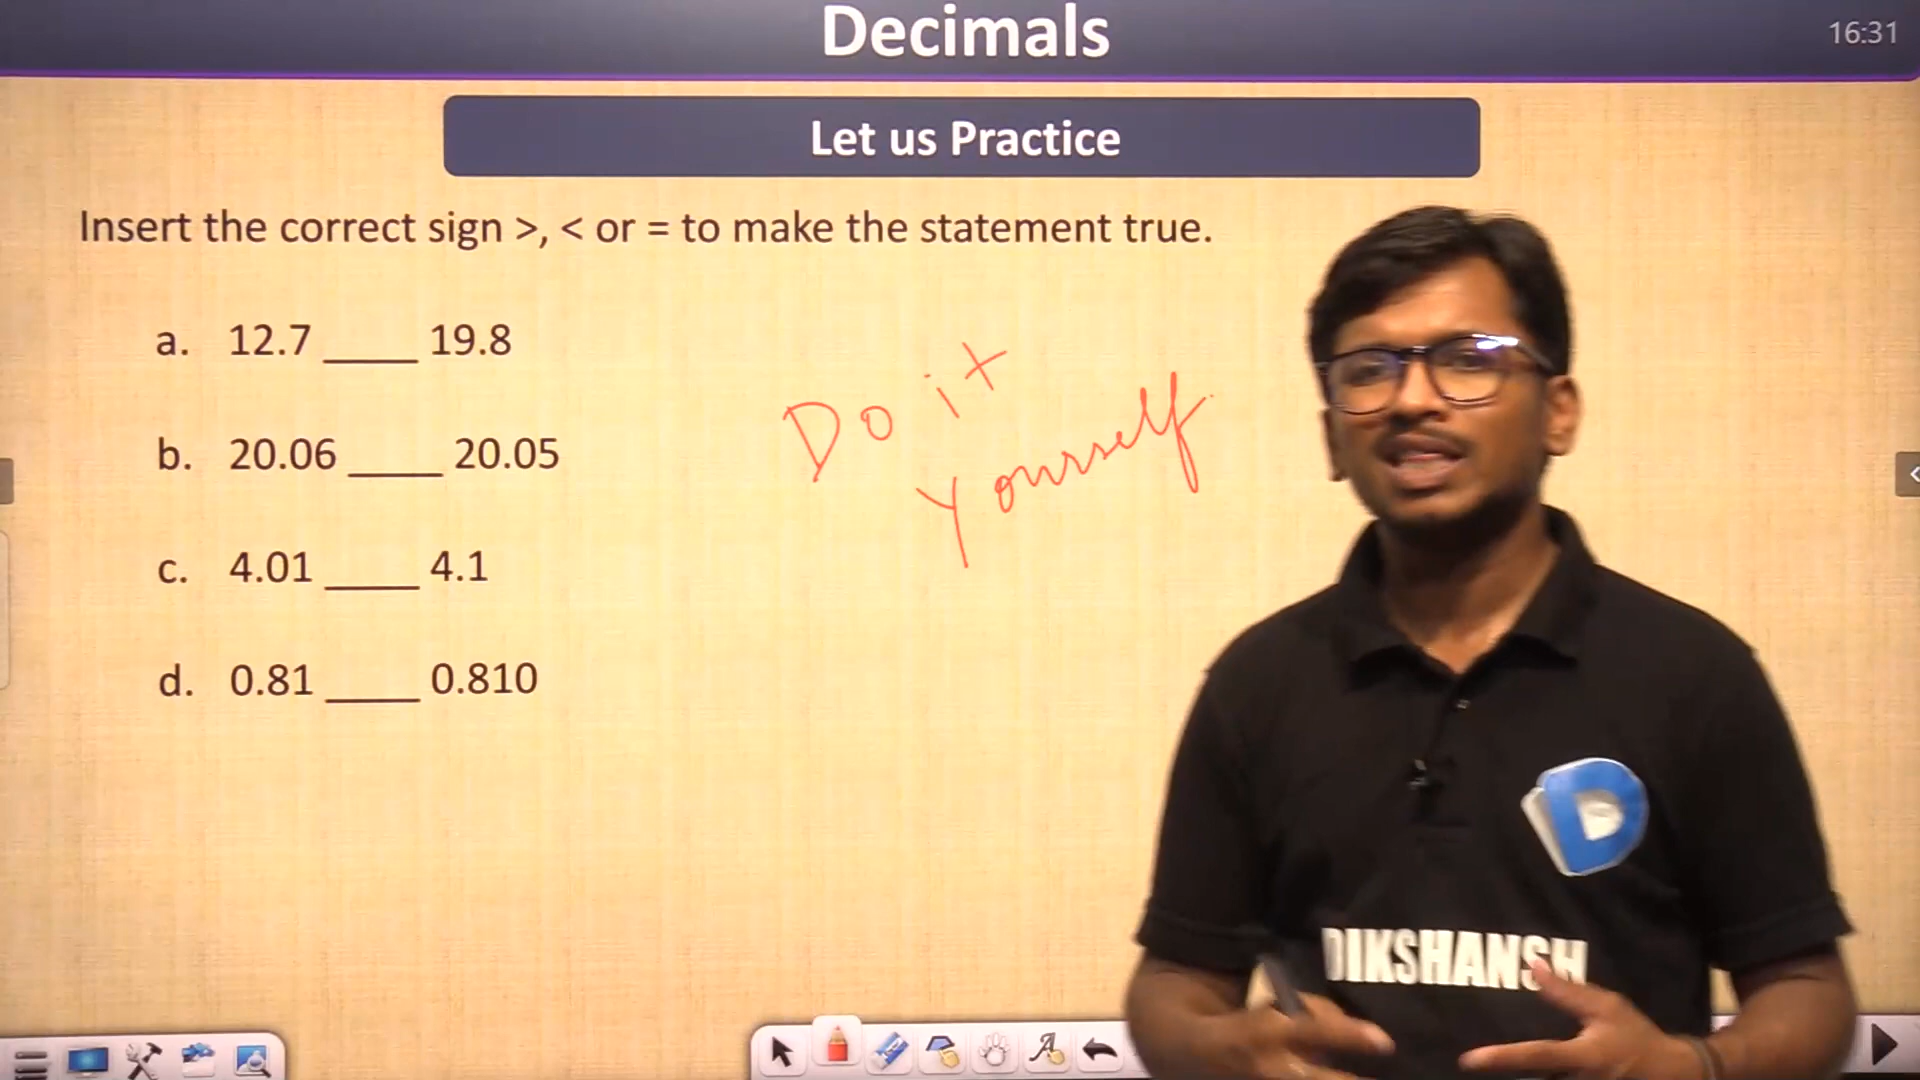 Decimals
16:31
Let us Practice
Insert the correct sign >, < or = to make the statement true.
a. 12.7 ____ 19.8
b. 20.06 ____ 20.05
c. 4.01 ____ 4.1
d. 0.81 ____ 0.810
Do it
Yourself
D
DIKSHANSH